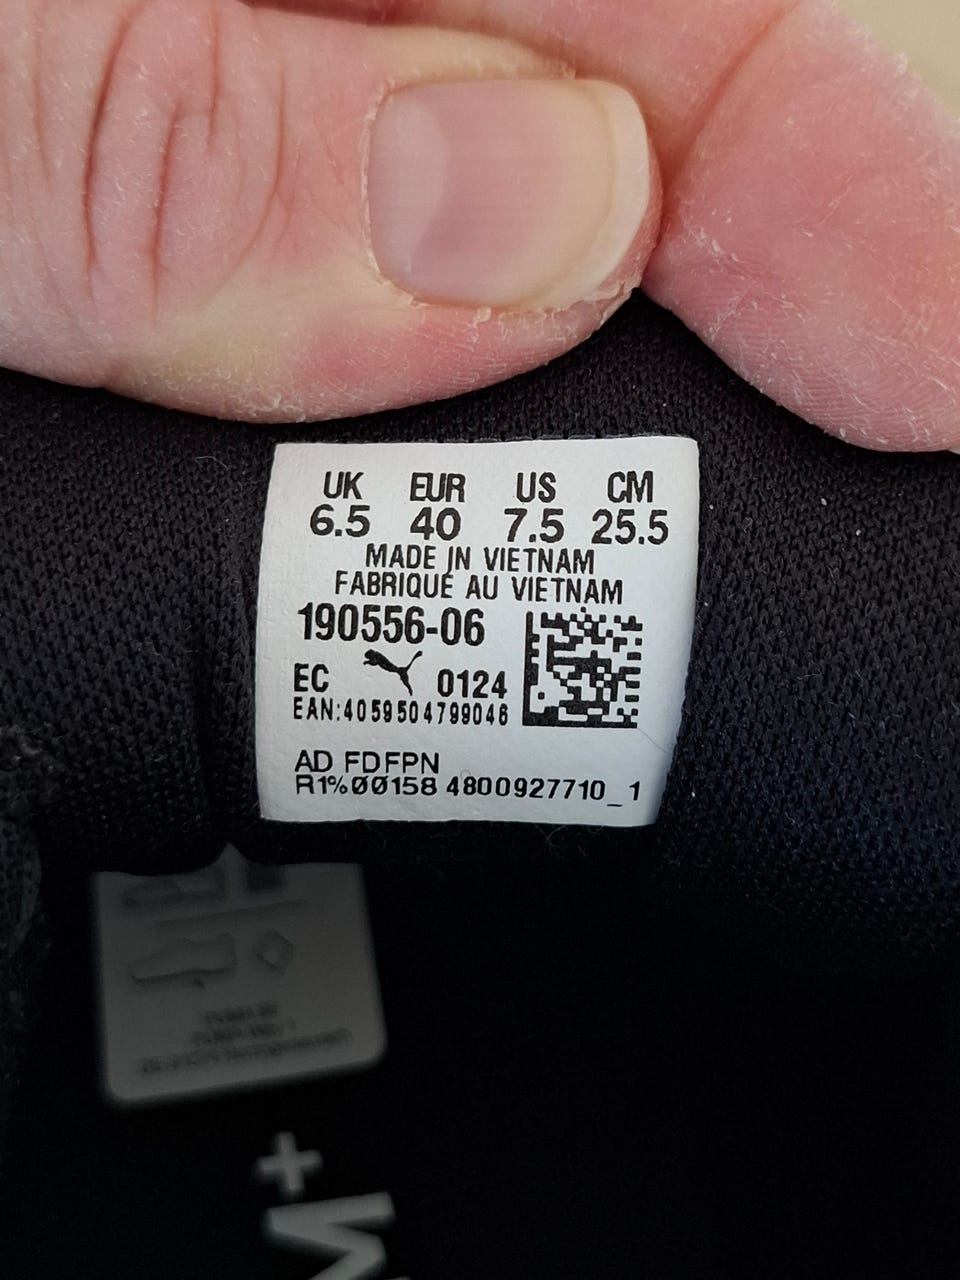 UK EUR US CM
6.5 40 7.5 25.5
MADE IN VIETNAM
FABRIQUÉ AU VIETNAM
190556-06
EC 0124
EAN:4059504799046
AD FDFPN
R1%00158 4800927710_1
+